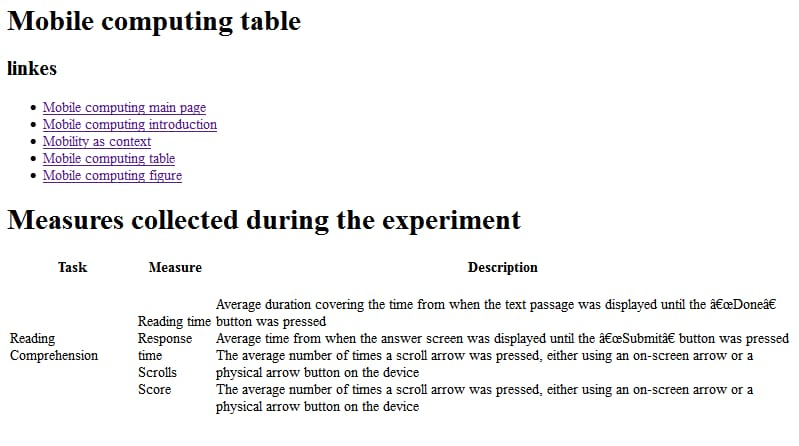 Mobile computing table
linkes
Mobile computing main page
Mobile computing introduction
Mobility as context
Mobile computing table
Mobile computing figure
Measures collected during the experiment
Task Measure Description
Average duration covering the time from when the text passage was displayed until the â€œDoneâ€
Reading time button was pressed
Reading Response Average time from when the answer screen was displayed until the â€œSubmitâ€ button was pressed
Comprehension time The average number of times a scroll arrow was pressed, either using an on-screen arrow or a
Scrolls physical arrow button on the device
Score The average number of times a scroll arrow was pressed, either using an on-screen arrow or a
physical arrow button on the device